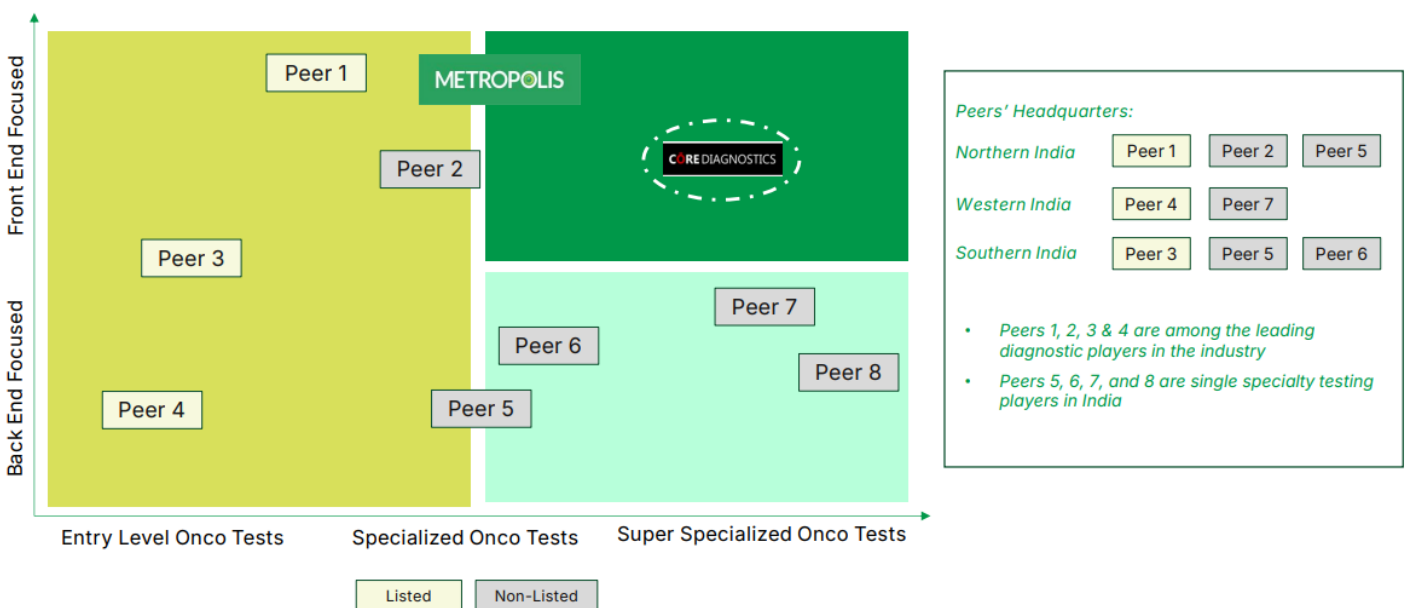 Front End Focused
Back End Focused
Peer 1
METROPOLIS
Peer 2
CORE DIAGNOSTICS
Peer 3
Peer 7
Peer 6
Peer 8
Peer 4
Peer 5
Entry Level Onco Tests
Specialized Onco Tests
Super Specialized Onco Tests
Listed
Non-Listed
Peers' Headquarters:
Northern India Peer 1 Peer 2 Peer 5
Western India Peer 4 Peer 7
Southern India Peer 3 Peer 5 Peer 6
• Peers 1, 2, 3 & 4 are among the leading
diagnostic players in the industry
• Peers 5, 6, 7, and 8 are single specialty testing
players in India